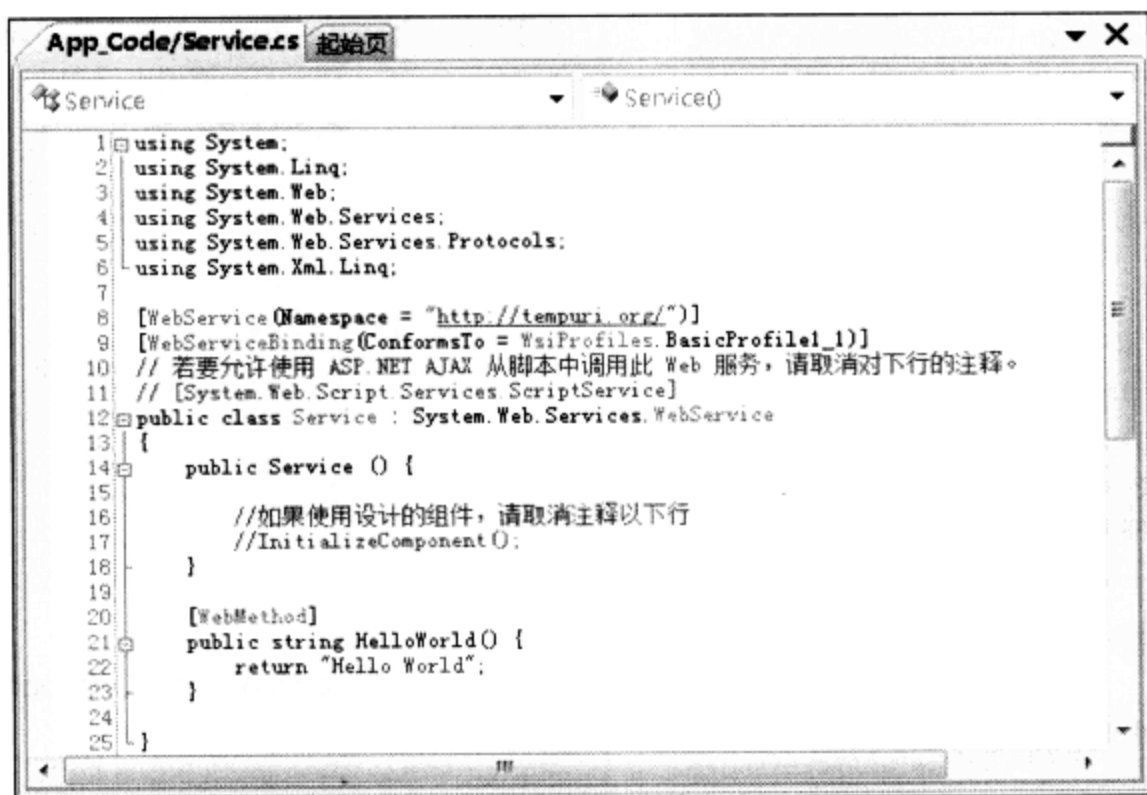 App_Code/Service.cs 起始页
Service Service()
1 using System;
2 using System.Linq;
3 using System.Web;
4 using System.Web.Services;
5 using System.Web.Services.Protocols;
6 using System.Xml.Linq;
7
8 [WebService(Namespace = "http://tempuri.org/")]
9 [WebServiceBinding(ConformsTo = WsiProfiles.BasicProfile1_1)]
10 // 若要允许使用 ASP.NET AJAX 从脚本中调用此 Web 服务，请取消对下行的注释。
11 // [System.Web.Script.Services.ScriptService]
12 public class Service : System.Web.Services.WebService
13 {
14 public Service () {
15
16 //如果使用设计的组件，请取消注释以下行
17 //InitializeComponent();
18 }
19
20 [WebMethod]
21 public string HelloWorld() {
22 return "Hello World";
23 }
24
25 }